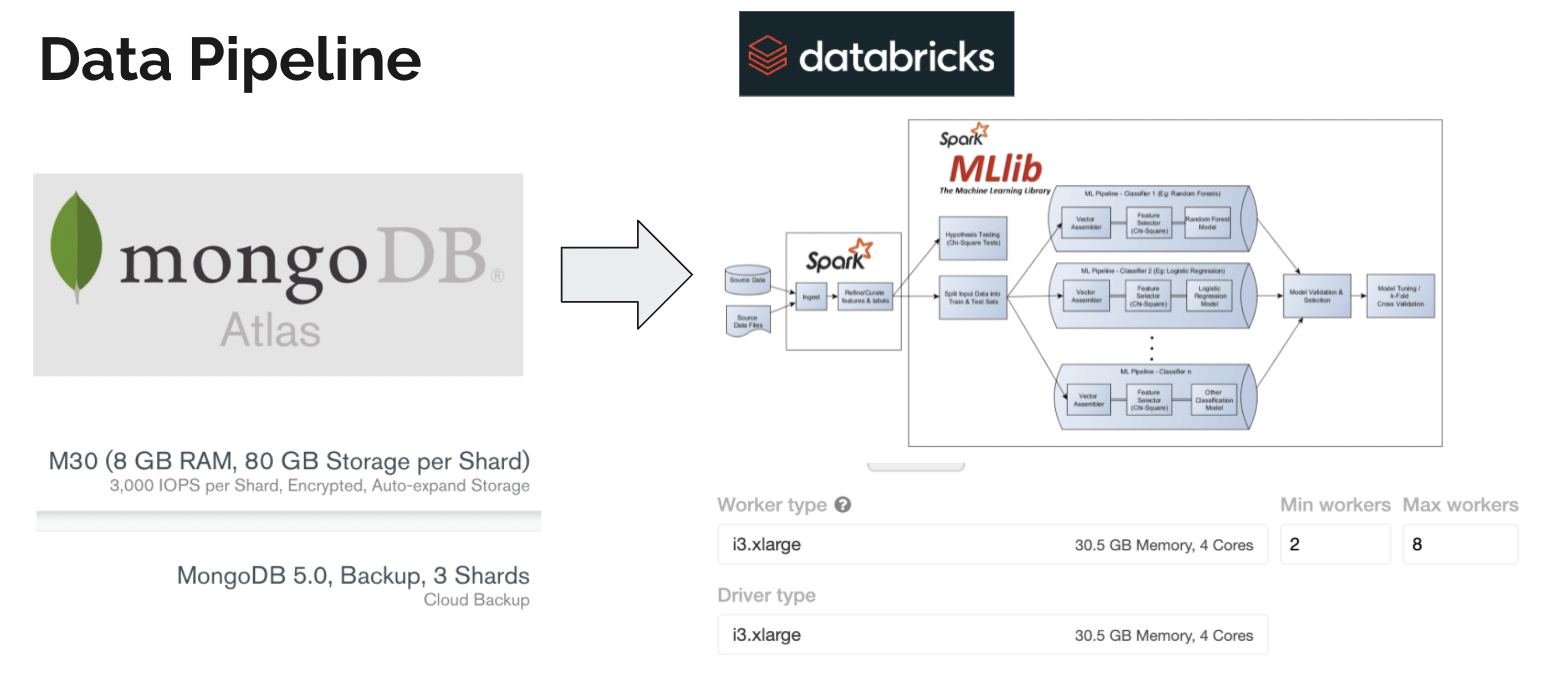 Data Pipeline
databricks
mongoDB®
Atlas
M30 (8 GB RAM, 80 GB Storage per Shard)
3,000 IOPS per Shard, Encrypted, Auto-expand Storage
MongoDB 5.0, Backup, 3 Shards
Cloud Backup
Source Data
Source
Data Files
Spark
Ingest
Refine/Curate
features & labels
Spark
MLlib
The Machine Learning Library
Hypothesis Testing
(Chi-Square Tests)
Split Input Data into
Train & Test Sets
ML Pipeline - Classifier 1 (Eg: Random Forests)
Vector
Assembler
Feature
Selector
(Chi-Square)
Random Forest
Model
ML Pipeline - Classifier 2 (Eg: Logistic Regression)
Vector
Assembler
Feature
Selector
(Chi-Square)
Logistic
Regression
Model
ML Pipeline - Classifier n
Vector
Assembler
Feature
Selector
(Chi-Square)
Other
Classification
Model
Model Validation &
Selection
Model Tuning /
k-Fold
Cross Validation
Worker type ?
Min workers
Max workers
i3.xlarge
30.5 GB Memory, 4 Cores
2
8
Driver type
i3.xlarge
30.5 GB Memory, 4 Cores